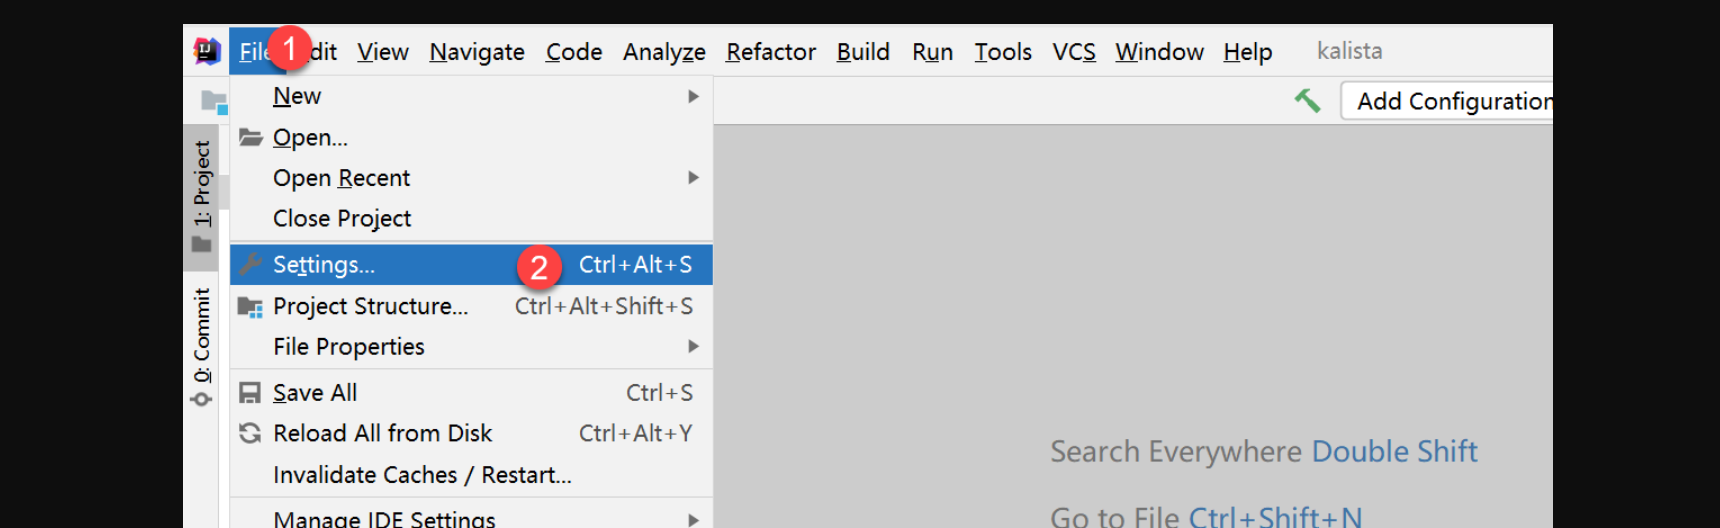 File 1 Edit View Navigate Code Analyze Refactor Build Run Tools VCS Window Help kalista
New
Add Configuration
Open...
Open Recent
Close Project
1: Project
Settings... 2 Ctrl+Alt+S
Project Structure... Ctrl+Alt+Shift+S
File Properties
0: Commit
Save All Ctrl+S
Reload All from Disk Ctrl+Alt+Y
Invalidate Caches / Restart...
Manage IDE Settings
Search Everywhere Double Shift
Go to File Ctrl+Shift+N